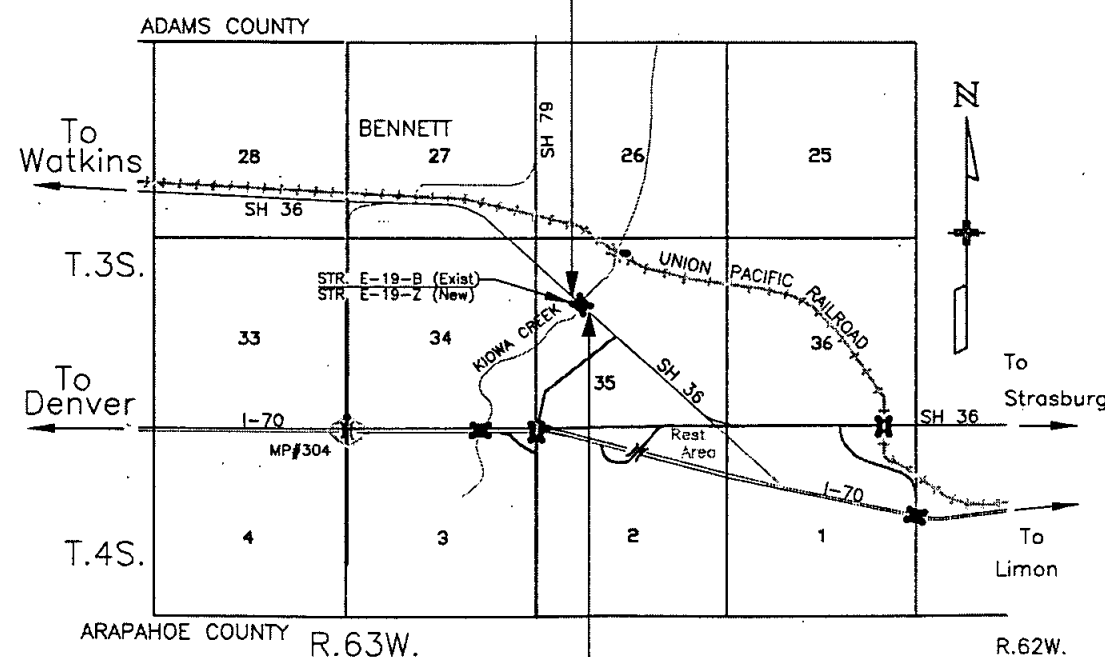 ADAMS COUNTY
N
To
Watkins
BENNETT
SH 79
28
27
26
25
SH 36
T.3S.
UNION PACIFIC RAILROAD
STR. E-19-B (Exist)
STR. E-19-Z (New)
KIOWA CREEK
33
34
35
36
SH 36
To
Denver
I-70
MP#304
Rest
Area
SH 36
To
Strasburg
I-70
T.4S.
4
3
2
1
To
Limon
ARAPAHOE COUNTY
R.63W.
R.62W.